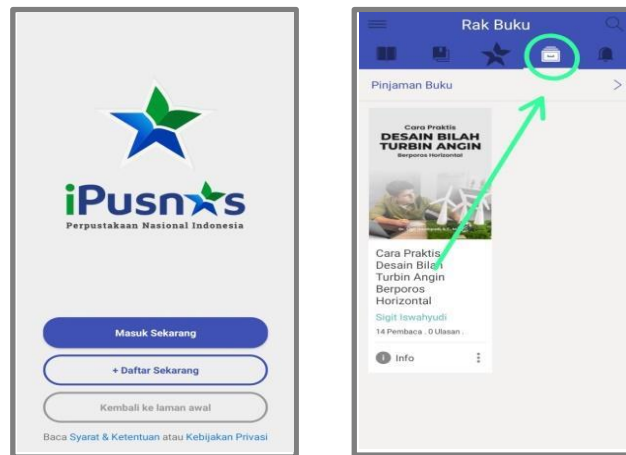 iPusnas
Perpustakaan Nasional Indonesia
Masuk Sekarang
+ Daftar Sekarang
Kembali ke laman awal
Baca Syarat & Ketentuan atau Kebijakan Privasi
Rak Buku
Pinjaman Buku
Cara Praktis
DESAIN BILAH
TURBIN ANGIN
Berporos Horizontal
Cara Praktis
Desain Bilah
Turbin Angin
Berporos
Horizontal
Sigit Iswahyudi
14 Pembaca . 0 Ulasan .
Info